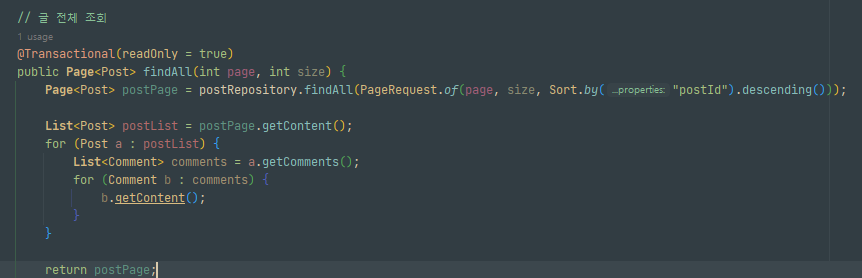 // 글 전체 조회
1 usage
@Transactional(readOnly = true)
public Page<Post> findAll(int page, int size) {
Page<Post> postPage = postRepository.findAll(PageRequest.of(page, size, Sort.by( ...properties: "postId").descending()));
List<Post> postList = postPage.getContent();
for (Post a : postList) {
List<Comment> comments = a.getComments();
for (Comment b : comments) {
b.getContent();
}
}
return postPage;